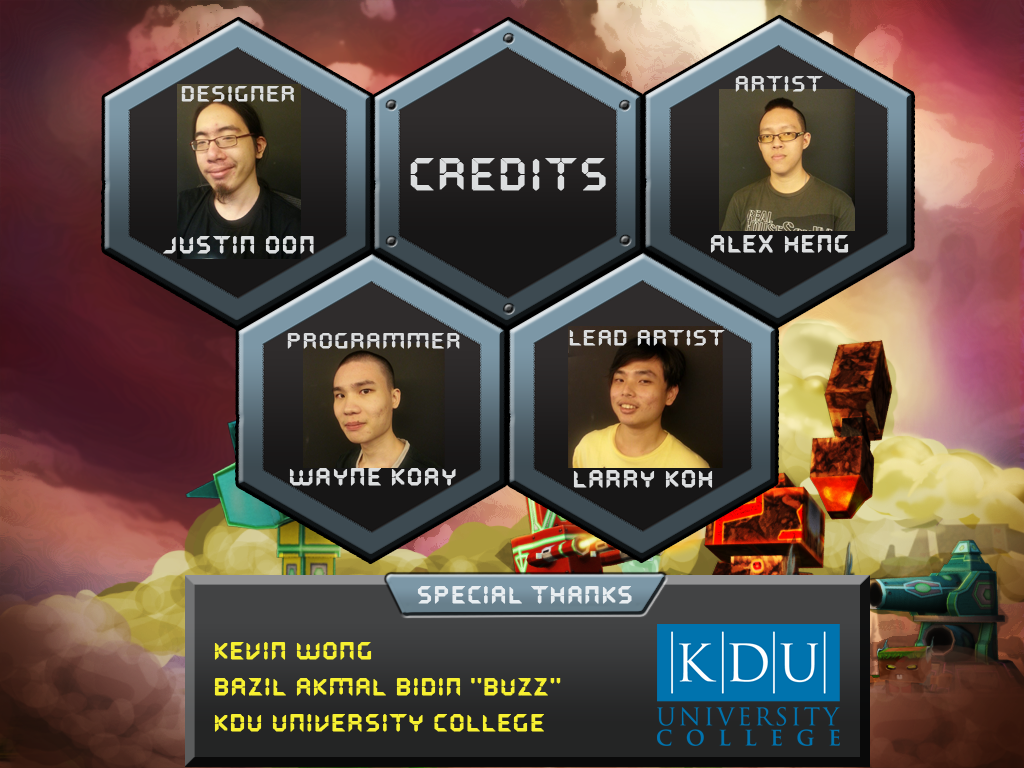 DESIGNER
JUSTIN OON
CREDITS
ARTIST
ALEX HENG
PROGRAMMER
WAYNE KOAY
LEAD ARTIST
LARRY KOH
SPECIAL THANKS
KEVIN WONG
BAZIL AKMAL BIDIN "BUZZ"
KDU UNIVERSITY COLLEGE
KDU
UNIVERSITY
COLLEGE